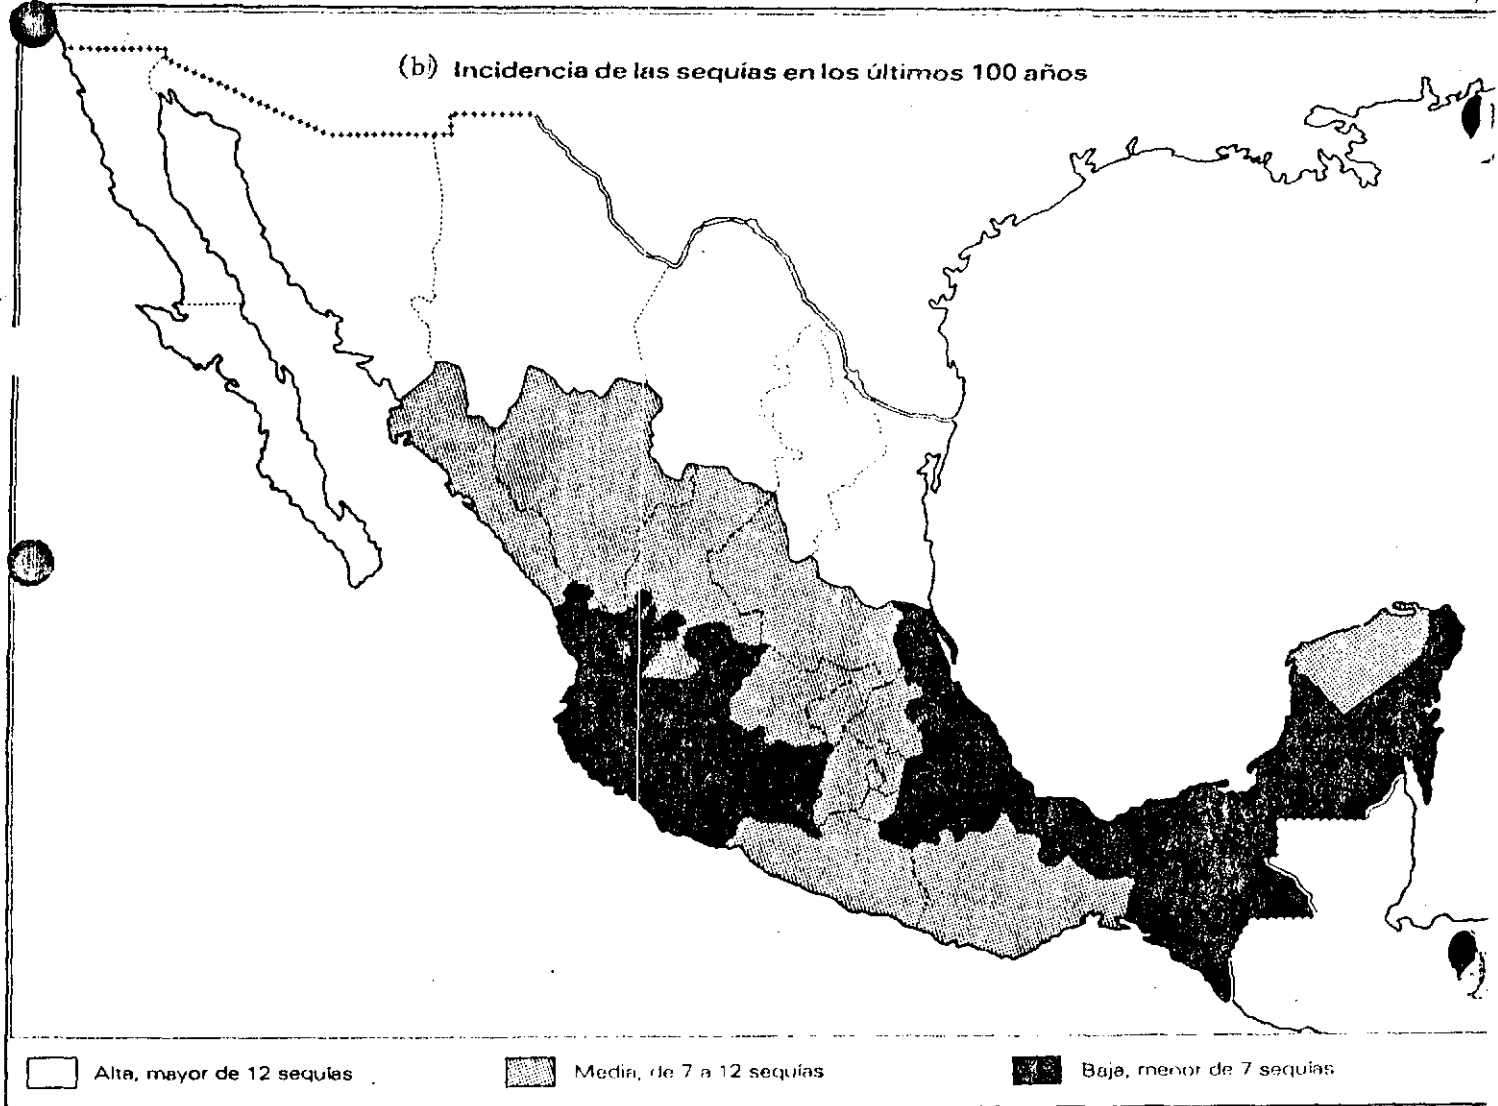 (b) Incidencia de las sequías en los últimos 100 años
Alta, mayor de 12 sequías
Media, de 7 a 12 sequías
Baja, menor de 7 sequías